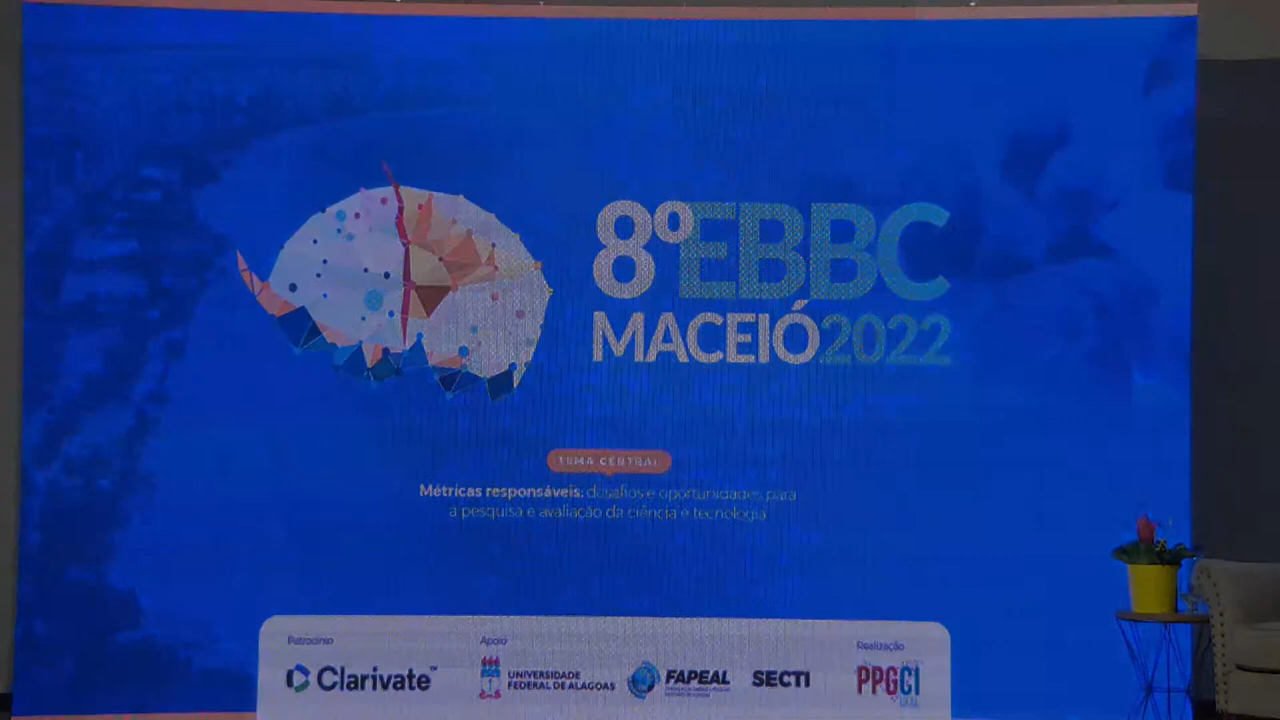 8º EBBC
MACEIÓ 2022
TEMA CENTRAL
Métricas responsáveis: desafios e oportunidades para
a pesquisa e avaliação da ciência e tecnologia
Patrocínio
Clarivate™
Apoio
UNIVERSIDADE
FEDERAL DE ALAGOAS
FAPEAL
SECTI
Realização
PPGCI